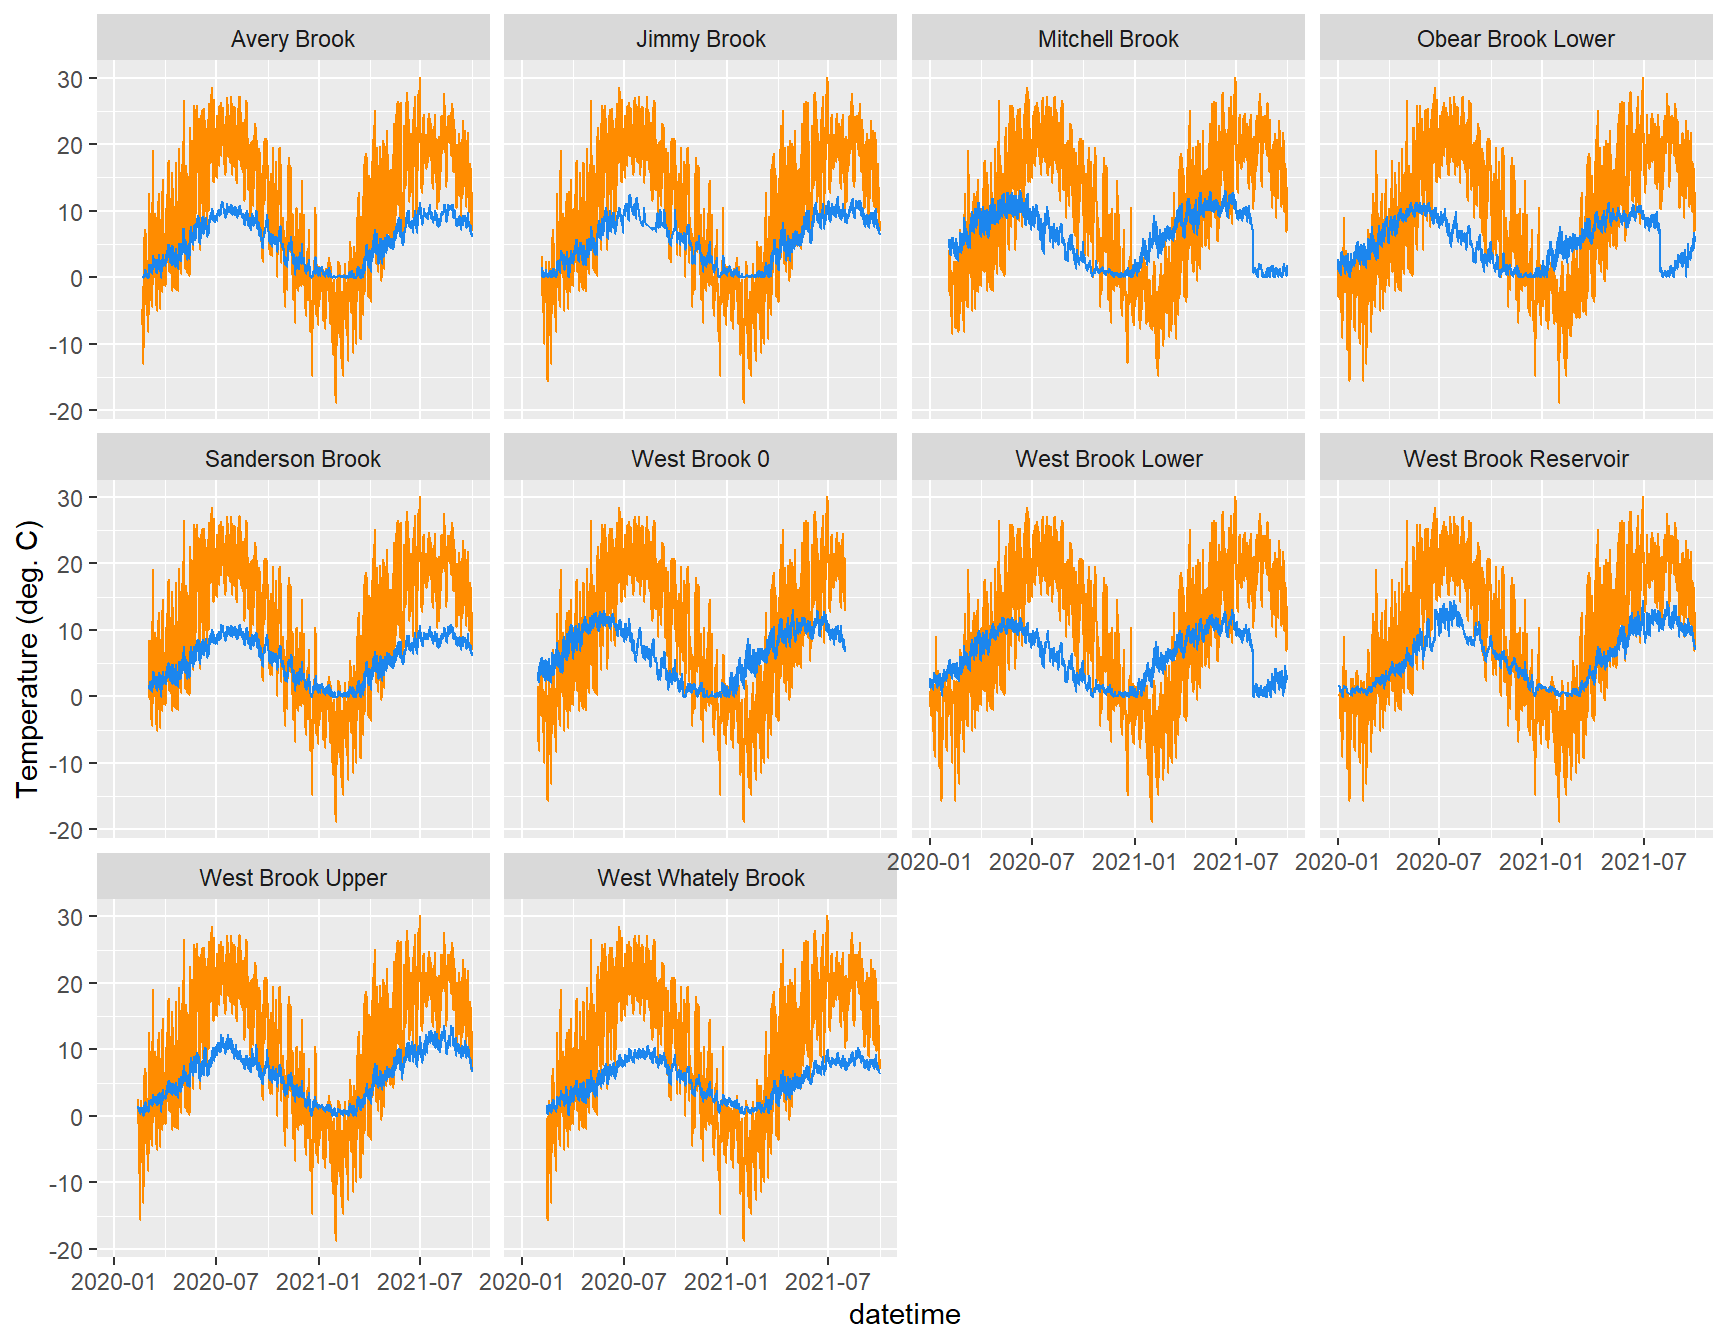 Avery Brook
Jimmy Brook
Mitchell Brook
Obear Brook Lower
30
20
10
0
-10
-20
Sanderson Brook
West Brook 0
West Brook Lower
West Brook Reservoir
Temperature (deg. C)
30
20
10
0
-10
-20
2020-01 2020-07 2021-01 2021-07
2020-01 2020-07 2021-01 2021-07
West Brook Upper
West Whately Brook
30
20
10
0
-10
-20
2020-01 2020-07 2021-01 2021-07
2020-01 2020-07 2021-01 2021-07
datetime